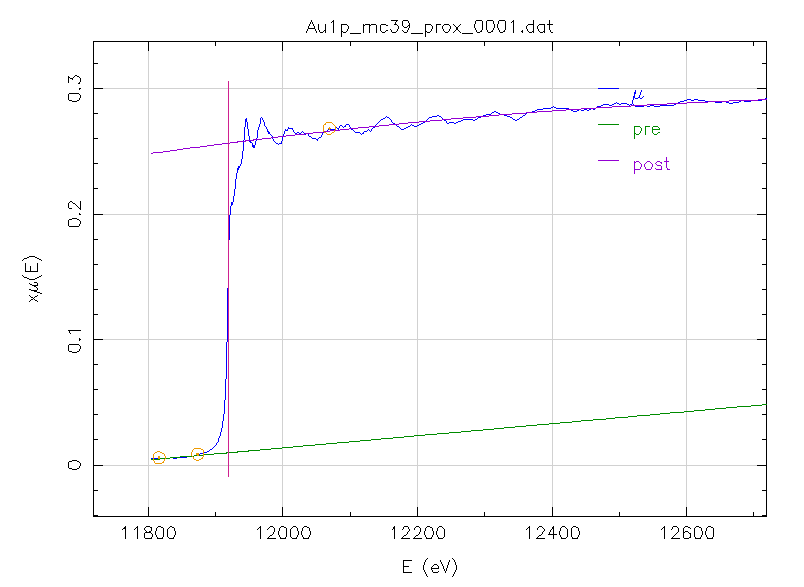 Au1p_mc39_prox_0001.dat
0.3
0.2
0.1
0
xμ(E)
μ
pre
post
11800 12000 12200 12400 12600
E (eV)